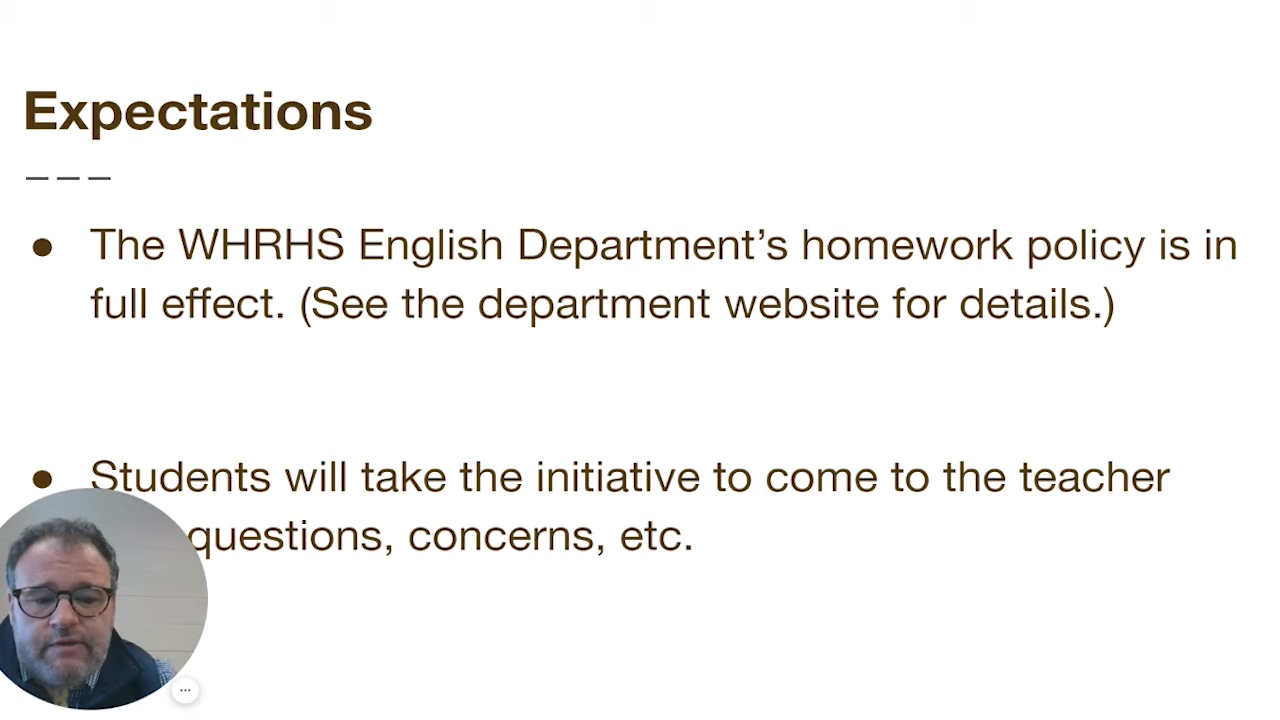 Expectations
● The WHRHS English Department’s homework policy is in
full effect. (See the department website for details.)
● Students will take the initiative to come to the teacher
questions, concerns, etc.